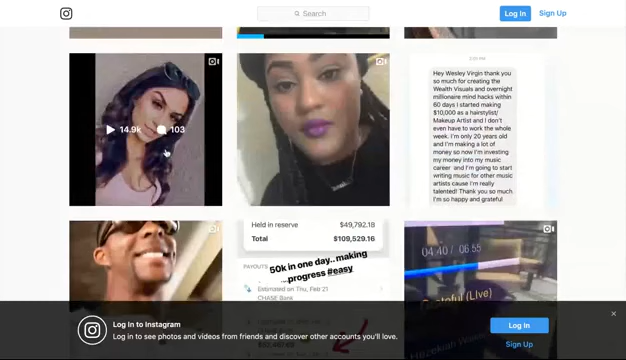 Search
Log In
Sign Up
14.9k
103
Hey Wesley Virgin thank you
so much for creating the
Wealth Visuals and overnight
millionaire mind hacks within
60 days I started making
$10,000 as a hairstylist/
Makeup Artist and I don't
even have to work the whole
week. I'm only 20 years old
and I'm making a lot of
money so now I'm investing
my money into my music
career and I'm going to start
writing music for other music
artists cause I'm really
talented! Thank you so much.
I'm so happy and grateful
Held in reserve $49,792.18
Total $109,529.16
PAYOUTS
50k in one day.. making
...progress #easy
Estimated on Thu, Feb 21
CHASE Bank
04:40 / 06:55
Grateful (Live)
Hezekiah Walker
Log In to Instagram
Log in to see photos and videos from friends and discover other accounts you'll love.
Log In
Sign Up